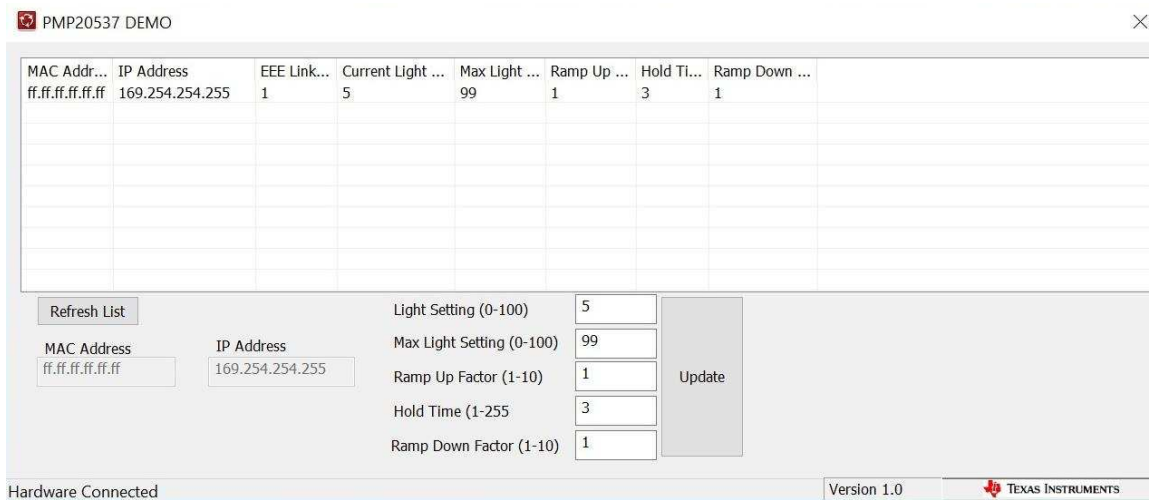 PMP20537 DEMO
MAC Addr... IP Address EEE Link... Current Light ... Max Light ... Ramp Up ... Hold Ti... Ramp Down ...
ff.ff.ff.ff.ff.ff 169.254.254.255 1 5 99 1 3 1
Refresh List
MAC Address IP Address
ff.ff.ff.ff.ff.ff 169.254.254.255
Light Setting (0-100) 5
Max Light Setting (0-100) 99
Ramp Up Factor (1-10) 1
Hold Time (1-255 3
Ramp Down Factor (1-10) 1
Update
Hardware Connected Version 1.0 TEXAS INSTRUMENTS